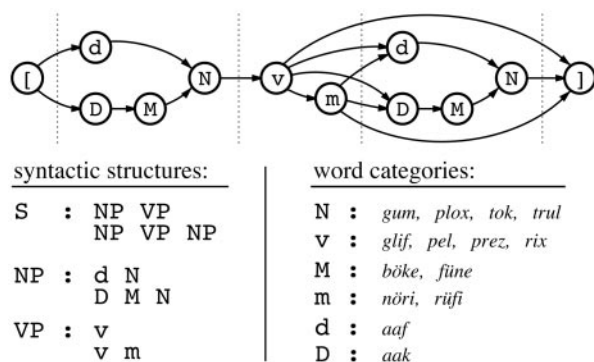 [ d D M N v m d D M N ]
syntactic structures:
S : NP VP
NP VP NP
NP : d N
D M N
VP : v
v m
word categories:
N : gum, plox, tok, trul
v : glif, pel, prez, rix
M : böke, füne
m : nöri, rüfi
d : aaf
D : aak